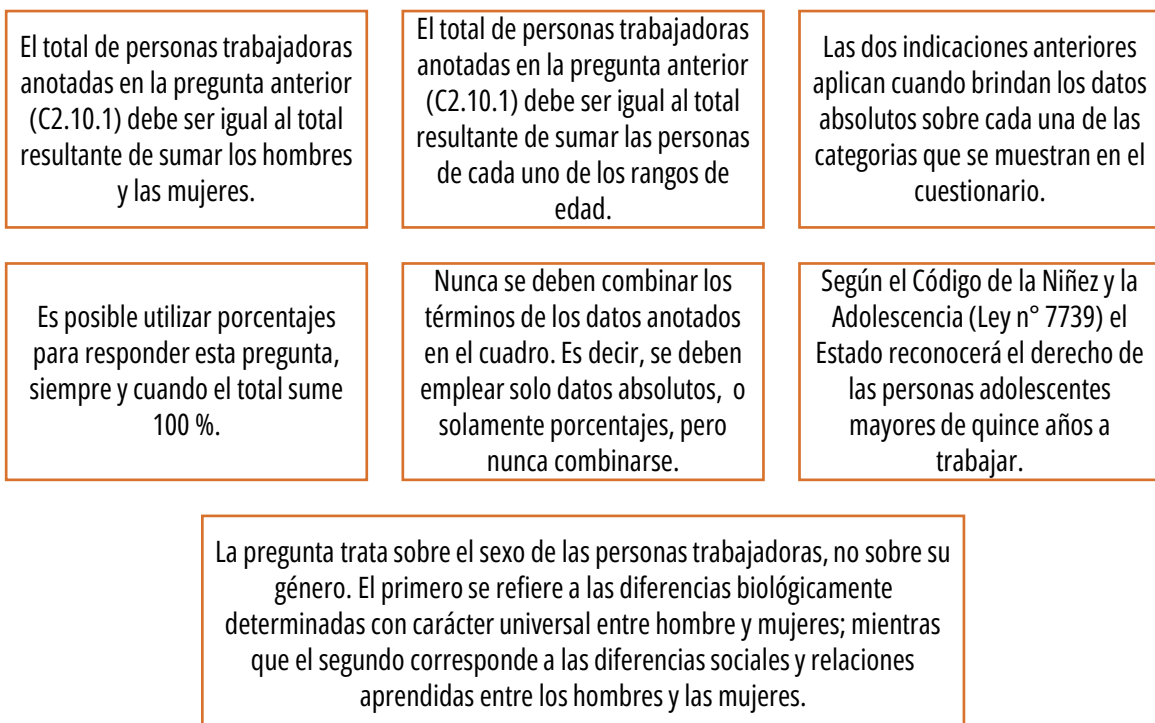 El total de personas trabajadoras
anotadas en la pregunta anterior
(C2.10.1) debe ser igual al total
resultante de sumar los hombres
y las mujeres.
El total de personas trabajadoras
anotadas en la pregunta anterior
(C2.10.1) debe ser igual al total
resultante de sumar las personas
de cada uno de los rangos de
edad.
Las dos indicaciones anteriores
aplican cuando brindan los datos
absolutos sobre cada una de las
categorias que se muestran en el
cuestionario.
Es posible utilizar porcentajes
para responder esta pregunta,
siempre y cuando el total sume
100 %.
Nunca se deben combinar los
términos de los datos anotados
en el cuadro. Es decir, se deben
emplear solo datos absolutos, o
solamente porcentajes, pero
nunca combinarse.
Según el Código de la Niñez y la
Adolescencia (Ley n° 7739) el
Estado reconocerá el derecho de
las personas adolescentes
mayores de quince años a
trabajar.
La pregunta trata sobre el sexo de las personas trabajadoras, no sobre su
género. El primero se refiere a las diferencias biológicamente
determinadas con carácter universal entre hombre y mujeres; mientras
que el segundo corresponde a las diferencias sociales y relaciones
aprendidas entre los hombres y las mujeres.